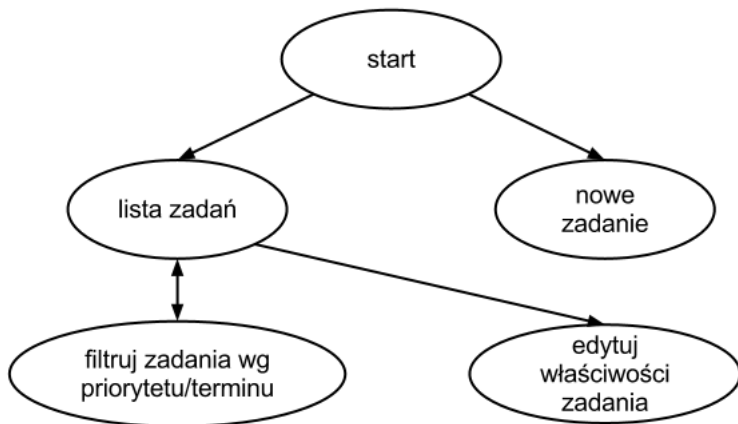 start
lista zadań
nowe
zadanie
filtruj zadania wg
priorytetu/terminu
edytuj
właściwości
zadania